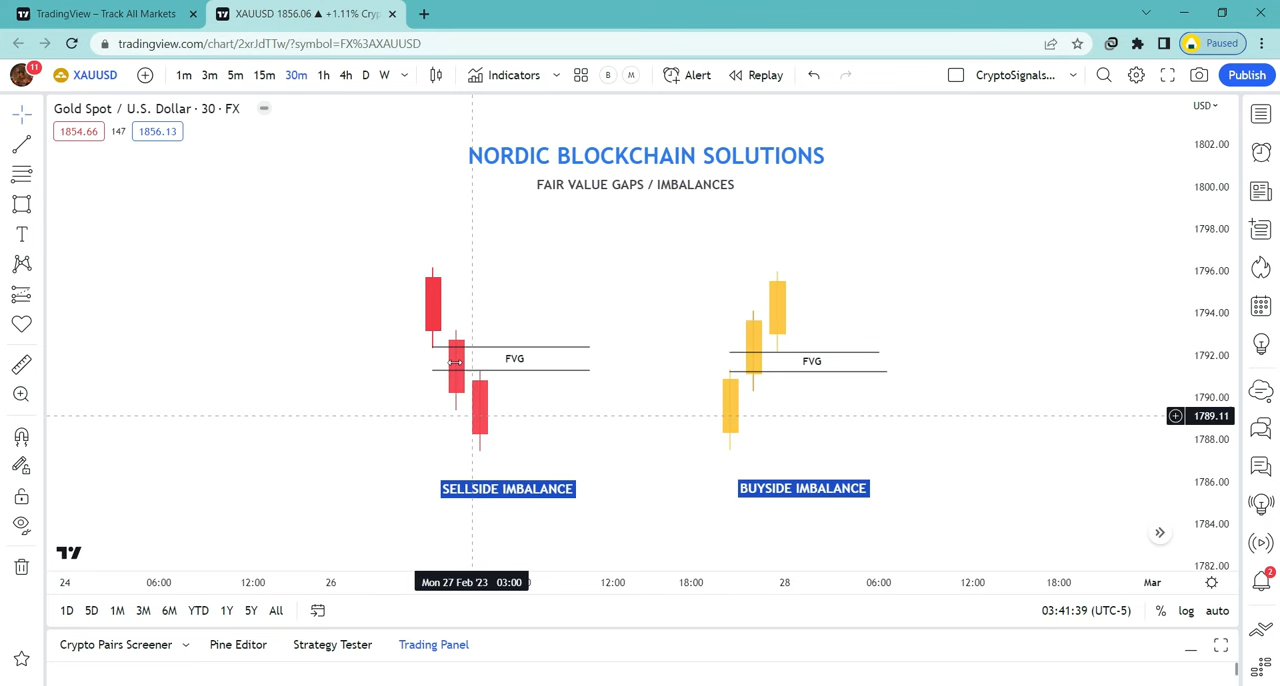 TradingView – Track All Markets
XAUUSD 1856.06 ▲ +1.11% Cryp
tradingview.com/chart/2xrJdTTw/?symbol=FX%3AXAUUSD
Paused
11
XAUUSD
1m 3m 5m 15m 30m 1h 4h D W
Indicators
B M
Alert
Replay
CryptoSignals...
Publish
Gold Spot / U.S. Dollar · 30 · FX
USD
1854.66 147 1856.13
NORDIC BLOCKCHAIN SOLUTIONS
FAIR VALUE GAPS / IMBALANCES
1802.00
1800.00
1798.00
1796.00
1794.00
1792.00
1790.00
1789.11
1788.00
1786.00
1784.00
1782.00
FVG
FVG
SELLSIDE IMBALANCE
BUYSIDE IMBALANCE
24 06:00 12:00 26 Mon 27 Feb '23 03:00 12:00 18:00 28 06:00 12:00 18:00 Mar
2
1D 5D 1M 3M 6M YTD 1Y 5Y All
03:41:39 (UTC-5) % log auto
Crypto Pairs Screener Pine Editor Strategy Tester Trading Panel